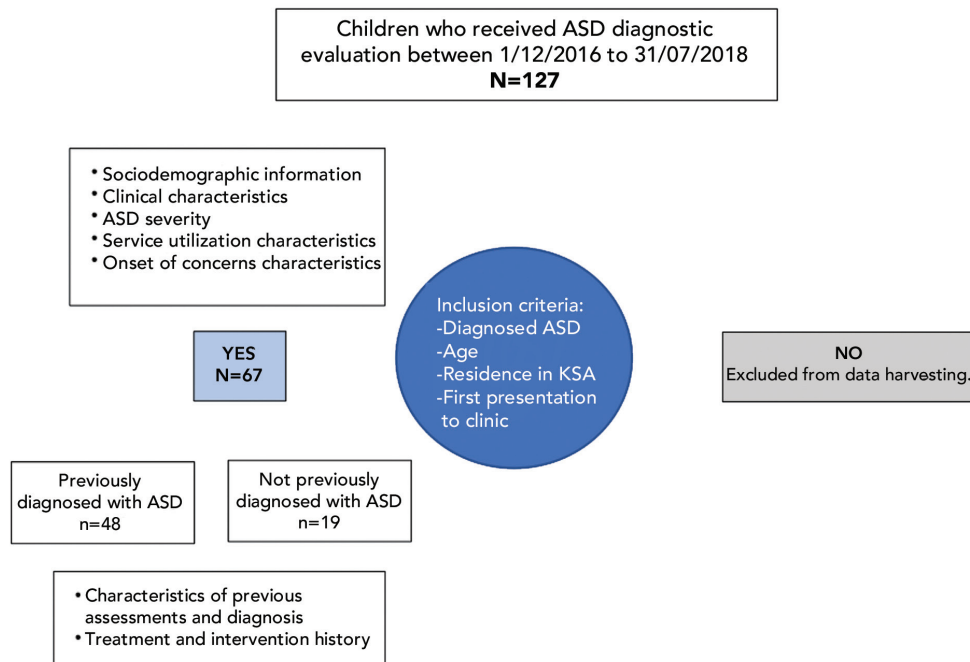 Children who received ASD diagnostic
evaluation between 1/12/2016 to 31/07/2018
N=127
• Sociodemographic information
• Clinical characteristics
• ASD severity
• Service utilization characteristics
• Onset of concerns characteristics
Inclusion criteria:
-Diagnosed ASD
-Age
-Residence in KSA
-First presentation
to clinic
YES
N=67
NO
Excluded from data harvesting.
Previously
diagnosed with ASD
n=48
Not previously
diagnosed with ASD
n=19
• Characteristics of previous
assessments and diagnosis
• Treatment and intervention history